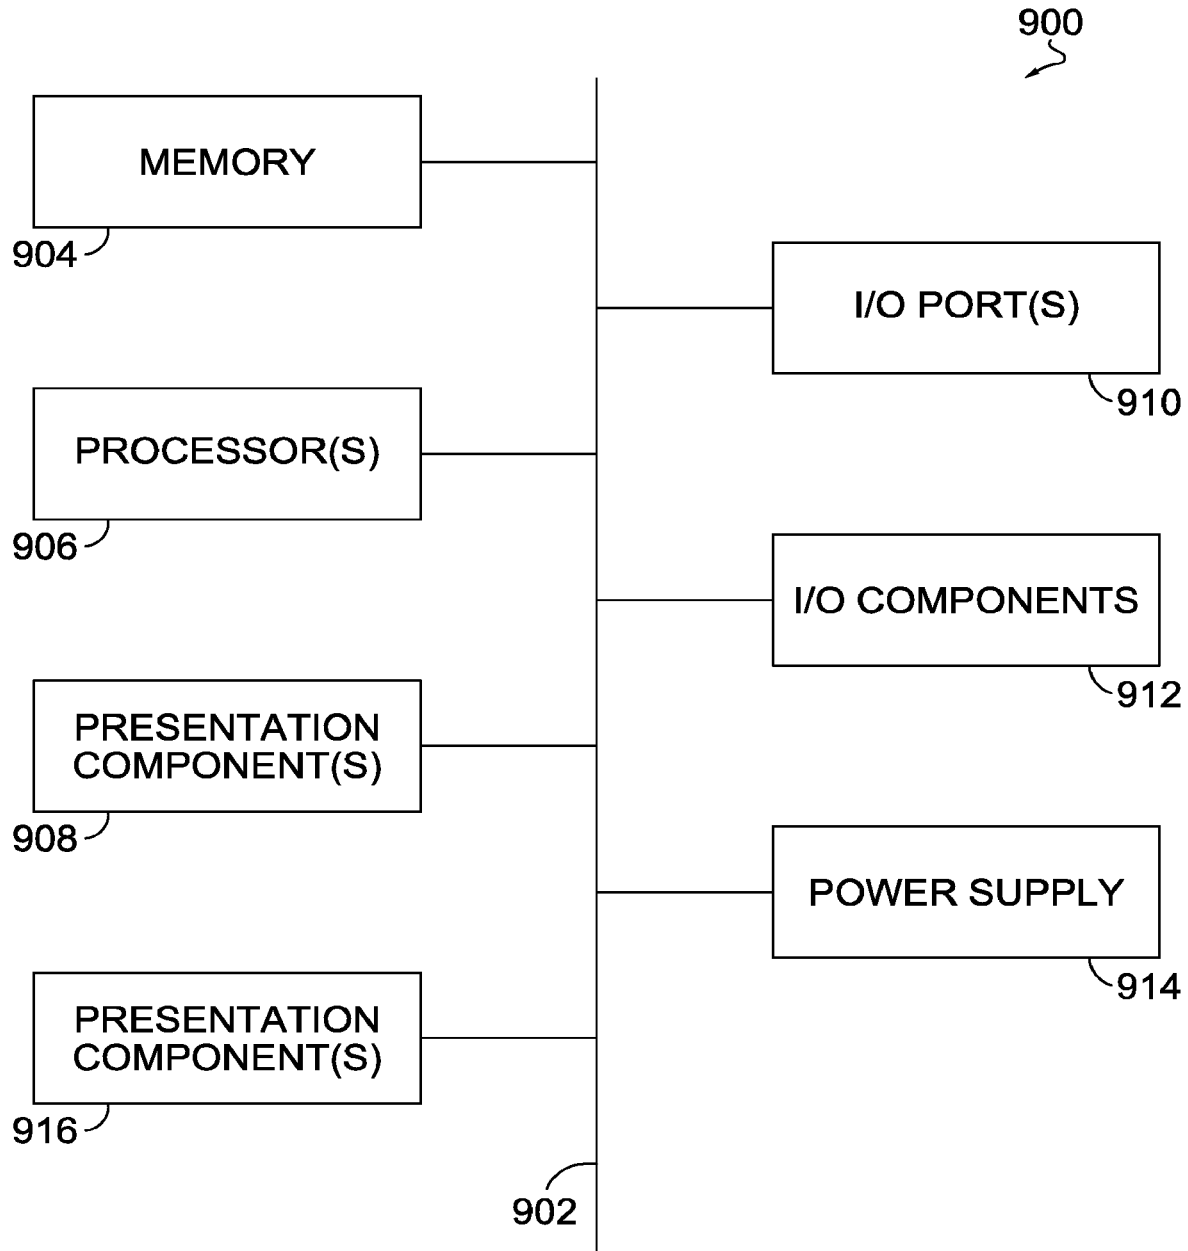 900
MEMORY
904
I/O PORT(S)
910
PROCESSOR(S)
906
I/O COMPONENTS
912
PRESENTATION
COMPONENT(S)
908
POWER SUPPLY
914
PRESENTATION
COMPONENT(S)
916
902